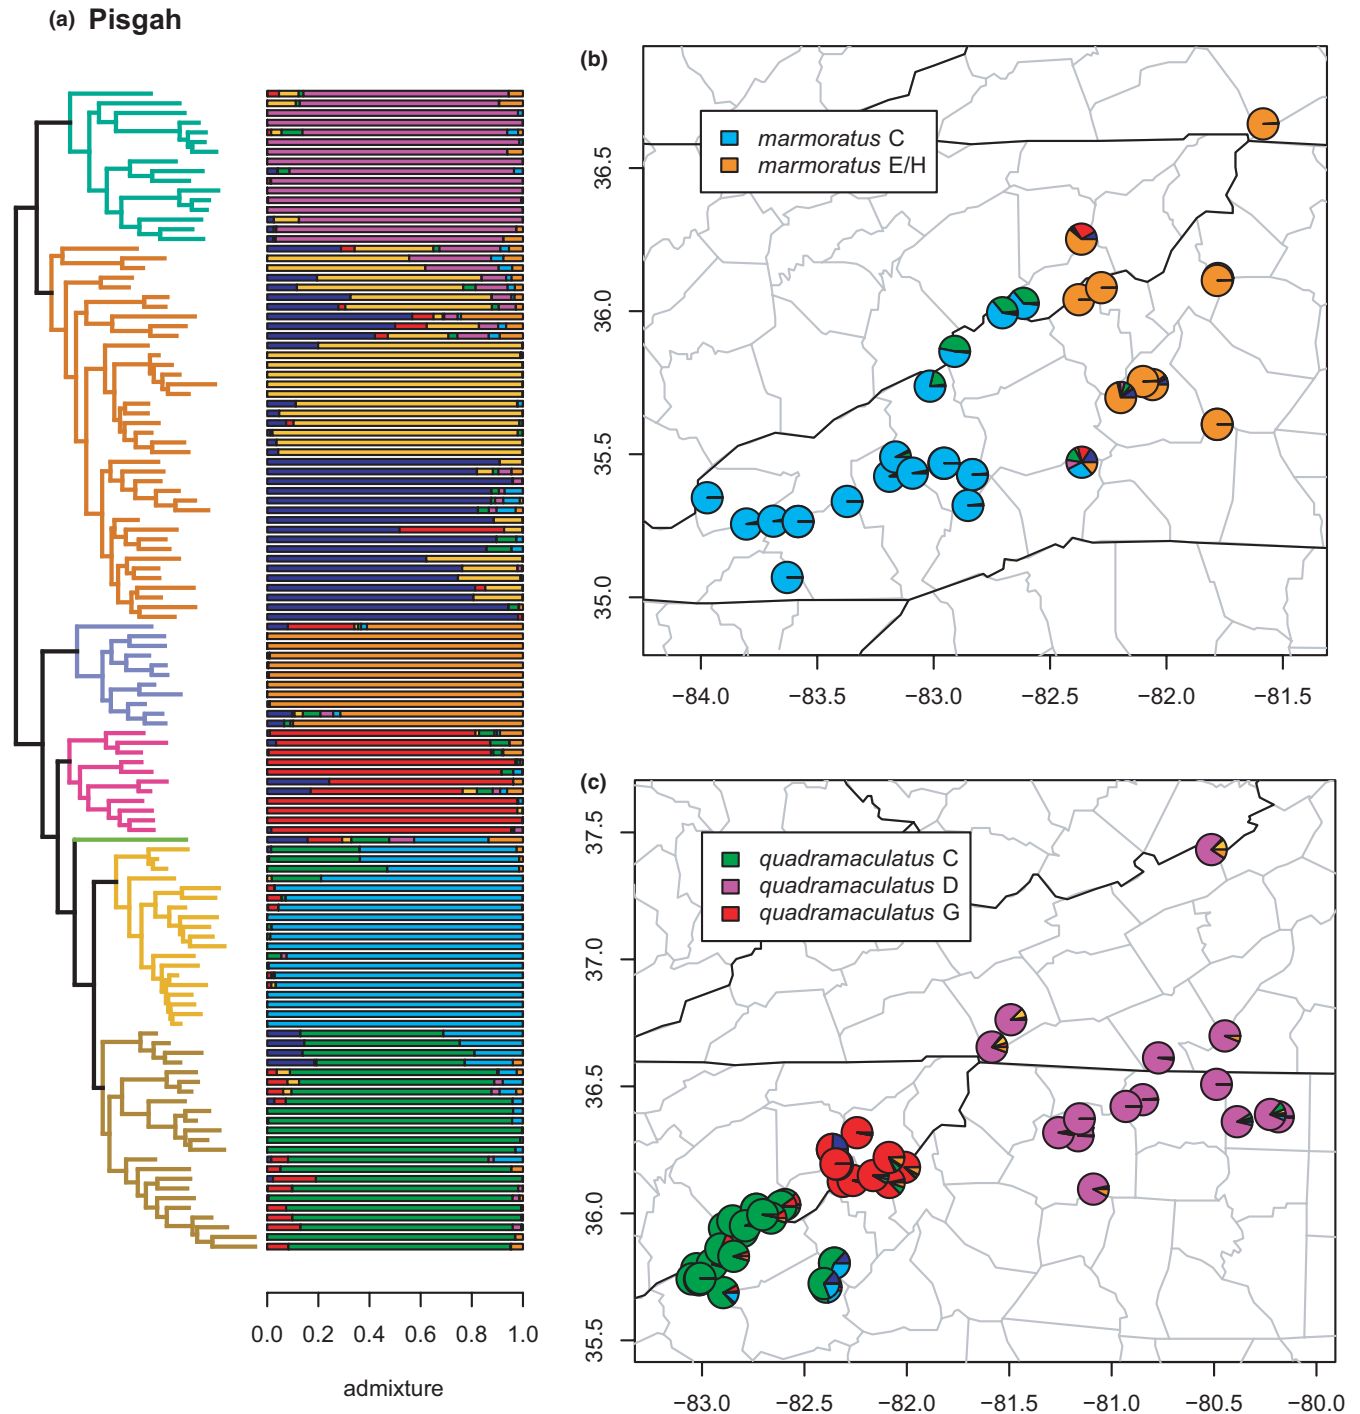 (a) Pisgah
0.0 0.2 0.4 0.6 0.8 1.0
admixture
(b)
marmoratus C
marmoratus E/H
36.5
36.0
35.5
35.0
−84.0 −83.5 −83.0 −82.5 −82.0 −81.5
(c)
quadramaculatus C
quadramaculatus D
quadramaculatus G
37.5
37.0
36.5
36.0
35.5
−83.0 −82.5 −82.0 −81.5 −81.0 −80.5 −80.0